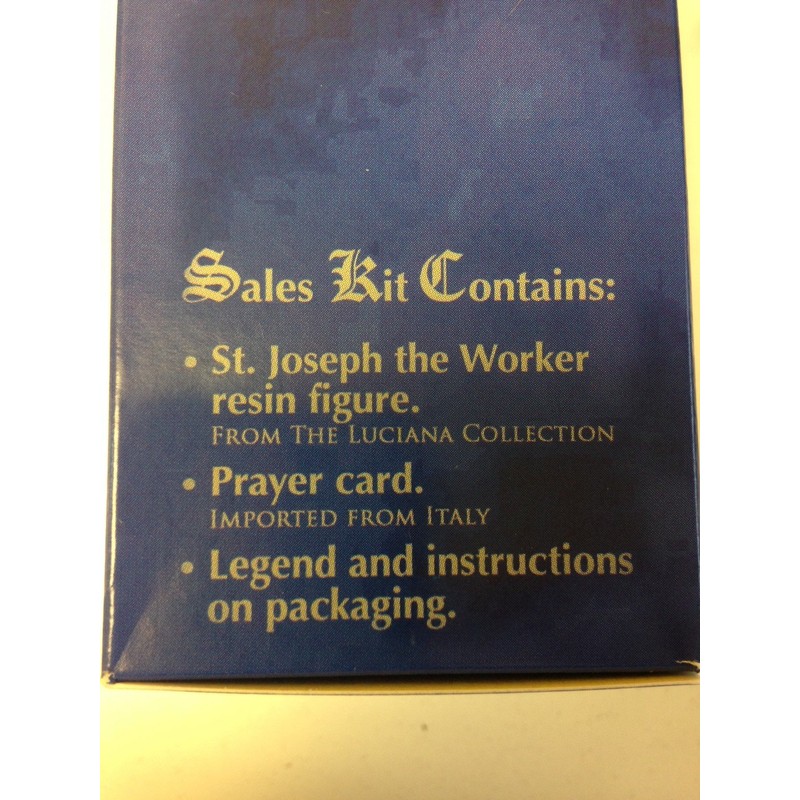 Sales Kit Contains:
• St. Joseph the Worker
resin figure.
FROM THE LUCIANA COLLECTION
• Prayer card.
IMPORTED FROM ITALY
• Legend and instructions
on packaging.